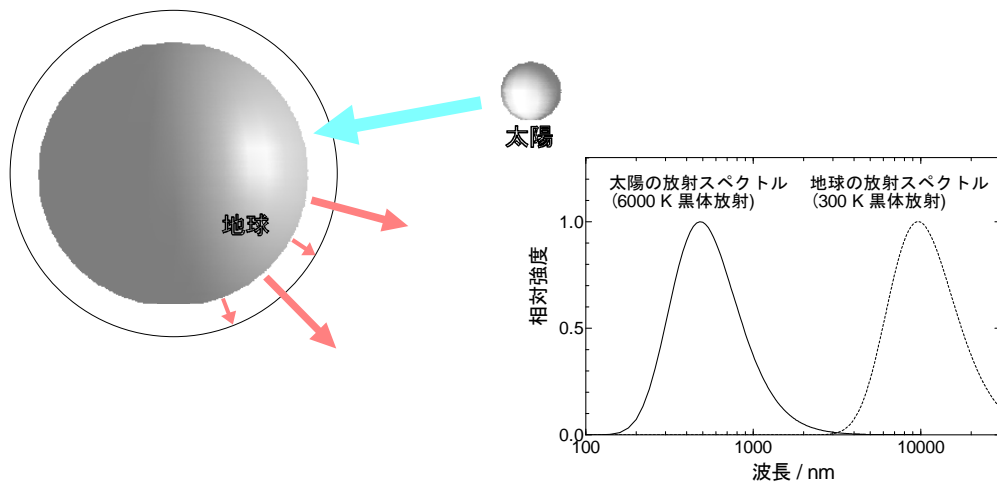 太陽
地球
太陽の放射スペクトル
(6000 K 黒体放射)
地球の放射スペクトル
(300 K 黒体放射)
相対強度
1.0
0.5
0.0
100
1000
10000
波長 / nm